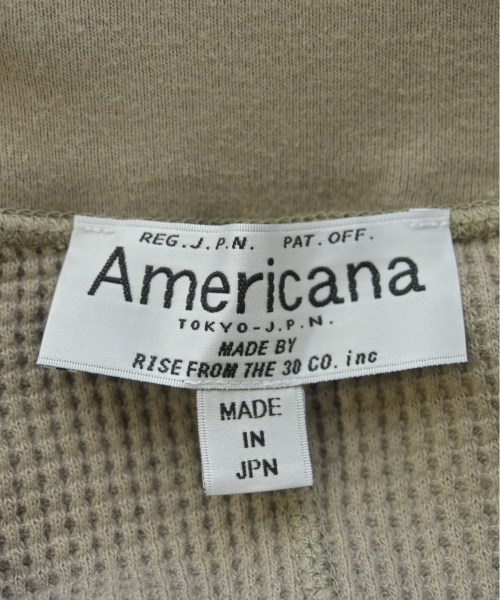 REG.J.P.N. PAT.OFF.
Americana
TOKYO-J.P.N.
MADE BY
RISE FROM THE 30 CO.inc
MADE
IN
JPN